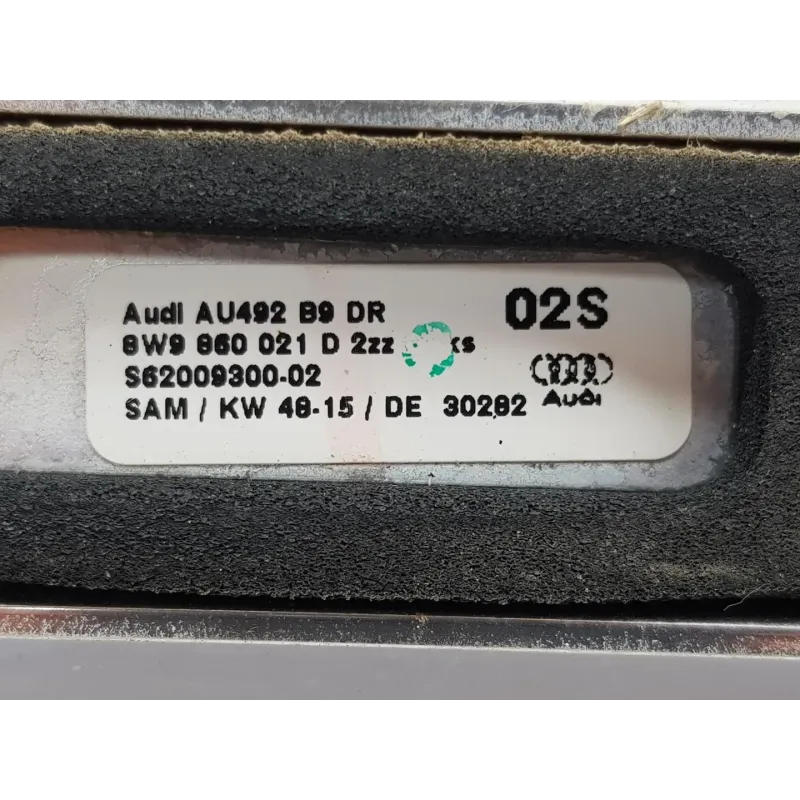 Audi AU492 B9 DR
02S
8W9 860 021 D 2zz
S62009300-02
SAM / KW 48-15 / DE 30282
Audi